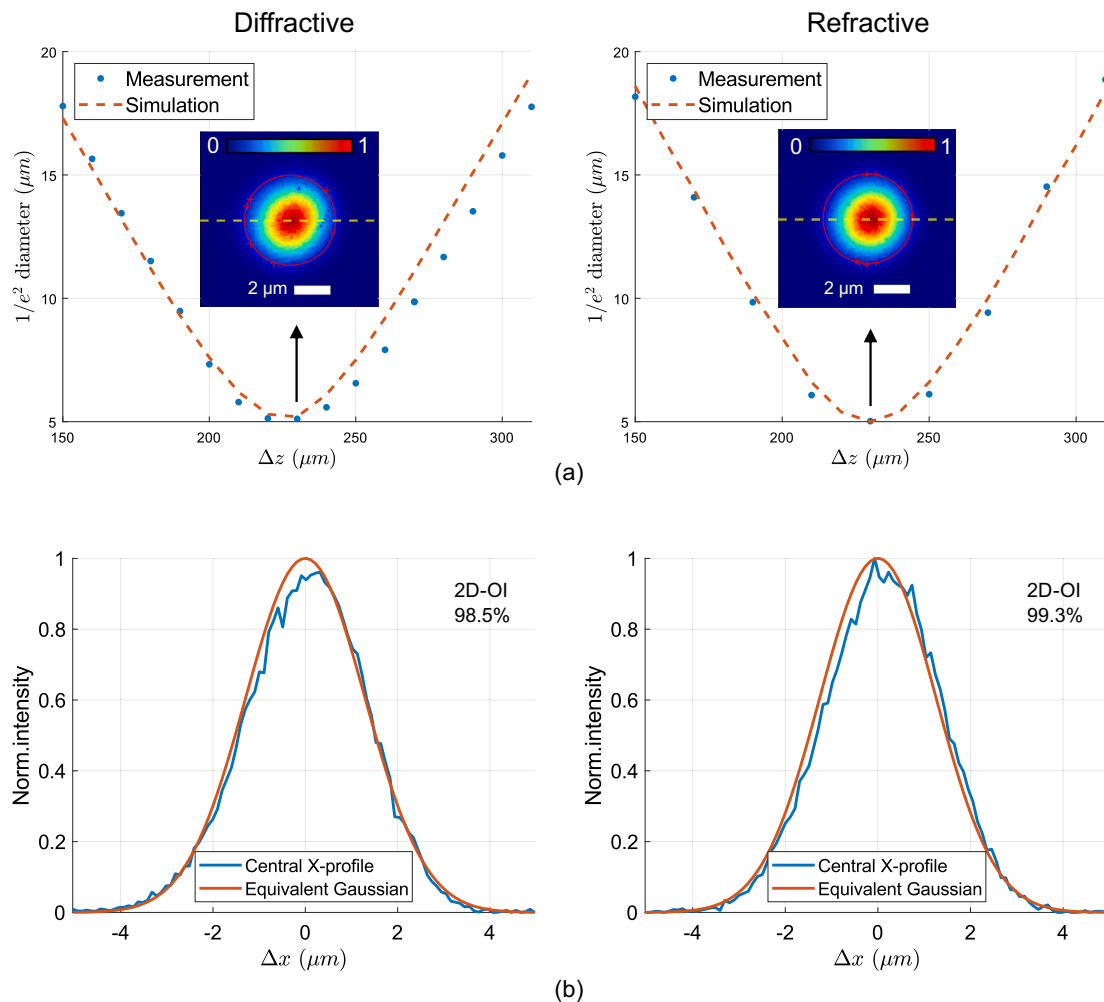 Diffractive
Refractive
20
15
10
5
1/e² diameter (μm)
Measurement
Simulation
0 1
2 μm
150 200 250 300
Δz (μm)
20
15
10
5
1/e² diameter (μm)
Measurement
Simulation
0 1
2 μm
150 200 250 300
Δz (μm)
(a)
1
0.8
0.6
0.4
0.2
0
Norm.intensity
2D-OI
98.5%
Central X-profile
Equivalent Gaussian
-4 -2 0 2 4
Δx (μm)
1
0.8
0.6
0.4
0.2
0
Norm.intensity
2D-OI
99.3%
Central X-profile
Equivalent Gaussian
-4 -2 0 2 4
Δx (μm)
(b)